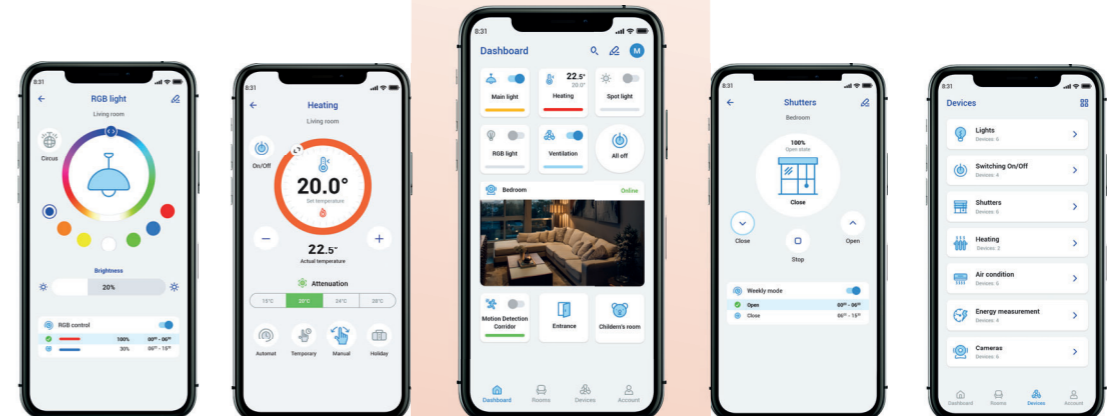 8:31
RGB light
Living room
Circus
Brightness
20%
RGB control
100% 00⁰⁰ - 06⁰⁰
30% 06⁰⁰ - 15⁰⁰
8:31
Heating
Living room
On/Off
20.0°
Set temperature
22.5°
Actual temperature
Attenuation
15°C 20°C 24°C 28°C
Automat Temporary Manual Holiday
8:31
Dashboard
M
Main light
22.5°
20.0°
Heating
Spot light
RGB light
Ventilation
All off
Bedroom Online
Motion Detection
Corridor
Entrance
Childern's room
Dashboard Rooms Devices Account
8:31
Shutters
Bedroom
100%
Open state
Close
Close
Stop
Open
Weekly mode
Open 00⁰⁰ - 06⁰⁰
Close 06⁰⁰ - 15⁰⁰
8:31
Devices
Lights
Devices: 6
Switching On/Off
Devices: 4
Shutters
Devices: 6
Heating
Devices: 2
Air condition
Devices: 6
Energy measurement
Devices: 4
Cameras
Devices: 6
Dashboard Rooms Devices Account